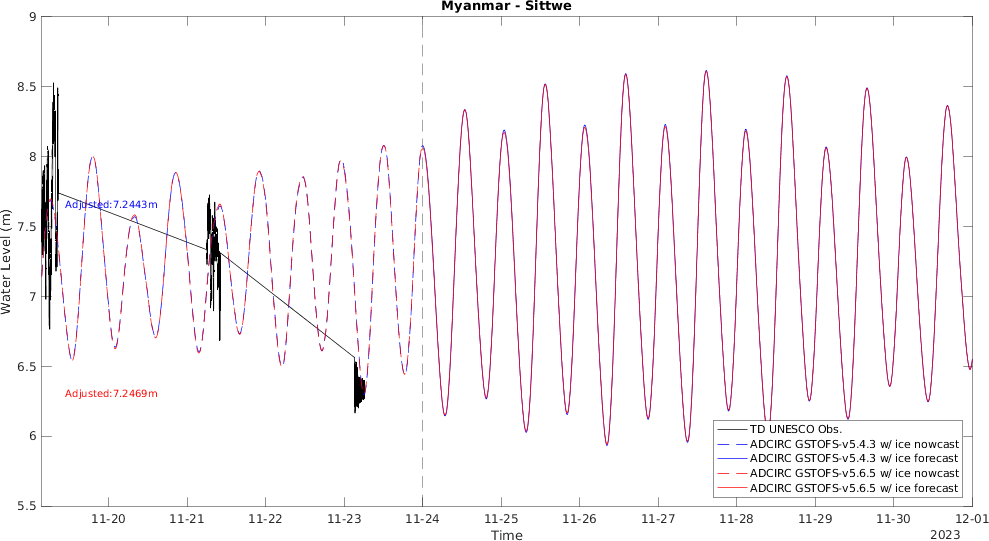 Myanmar - Sittwe
Water Level (m)
9
8.5
8
7.5
7
6.5
6
5.5
Adjusted:7.2443m
Adjusted:7.2469m
TD UNESCO Obs.
ADCIRC GSTOFS-v5.4.3 w/ ice nowcast
ADCIRC GSTOFS-v5.4.3 w/ ice forecast
ADCIRC GSTOFS-v5.6.5 w/ ice nowcast
ADCIRC GSTOFS-v5.6.5 w/ ice forecast
11-20 11-21 11-22 11-23 11-24 11-25 11-26 11-27 11-28 11-29 11-30 12-01
Time
2023